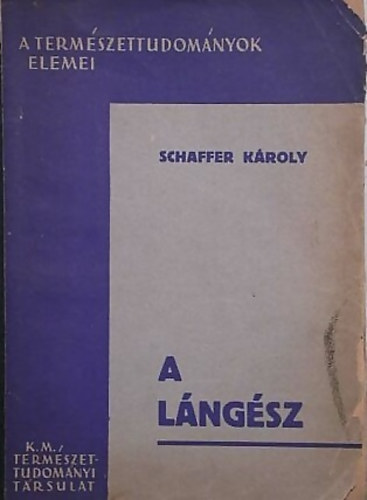 A TERMÉSZETTUDOMÁNYOK
ELEMEI
SCHAFFER KÁROLY
A
LÁNGÉSZ
K.M.
TERMÉSZET-
TUDOMÁNYI
TÁRSULAT